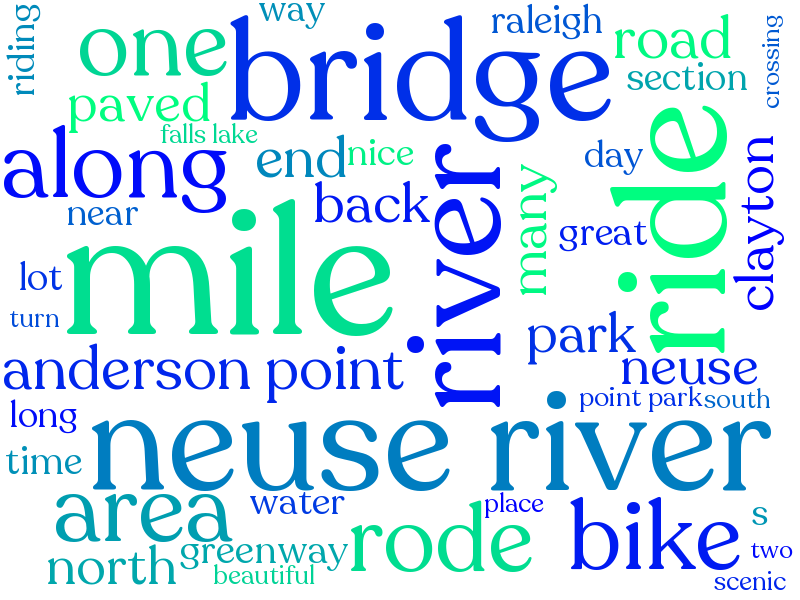 way
raleigh
riding
one
bridge
road
crossing
section
paved
falls lake
along
end
nice
day
ride
river
many
clayton
back
near
great
mile
lot
turn
park
anderson point
neuse
point park
south
long
neuse river
time
area
water
place
rode
bike
s
north
greenway
beautiful
two
scenic